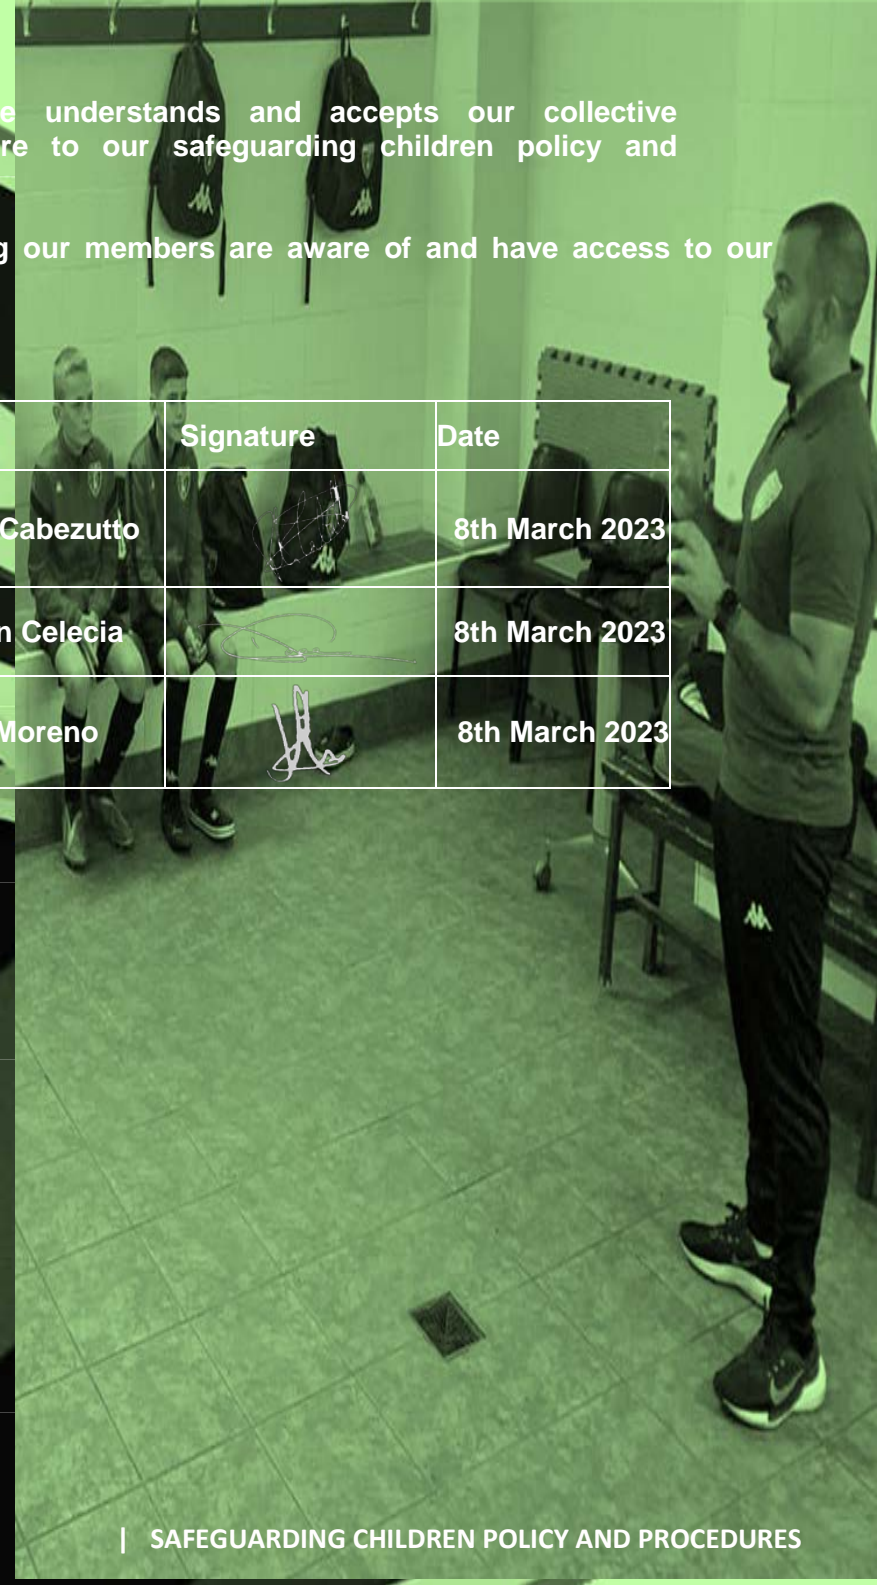 e understands and accepts our collective
re to our safeguarding children policy and
g our members are aware of and have access to our
Signature Date
Cabezutto 8th March 2023
n Celecia 8th March 2023
Moreno 8th March 2023
| SAFEGUARDING CHILDREN POLICY AND PROCEDURES